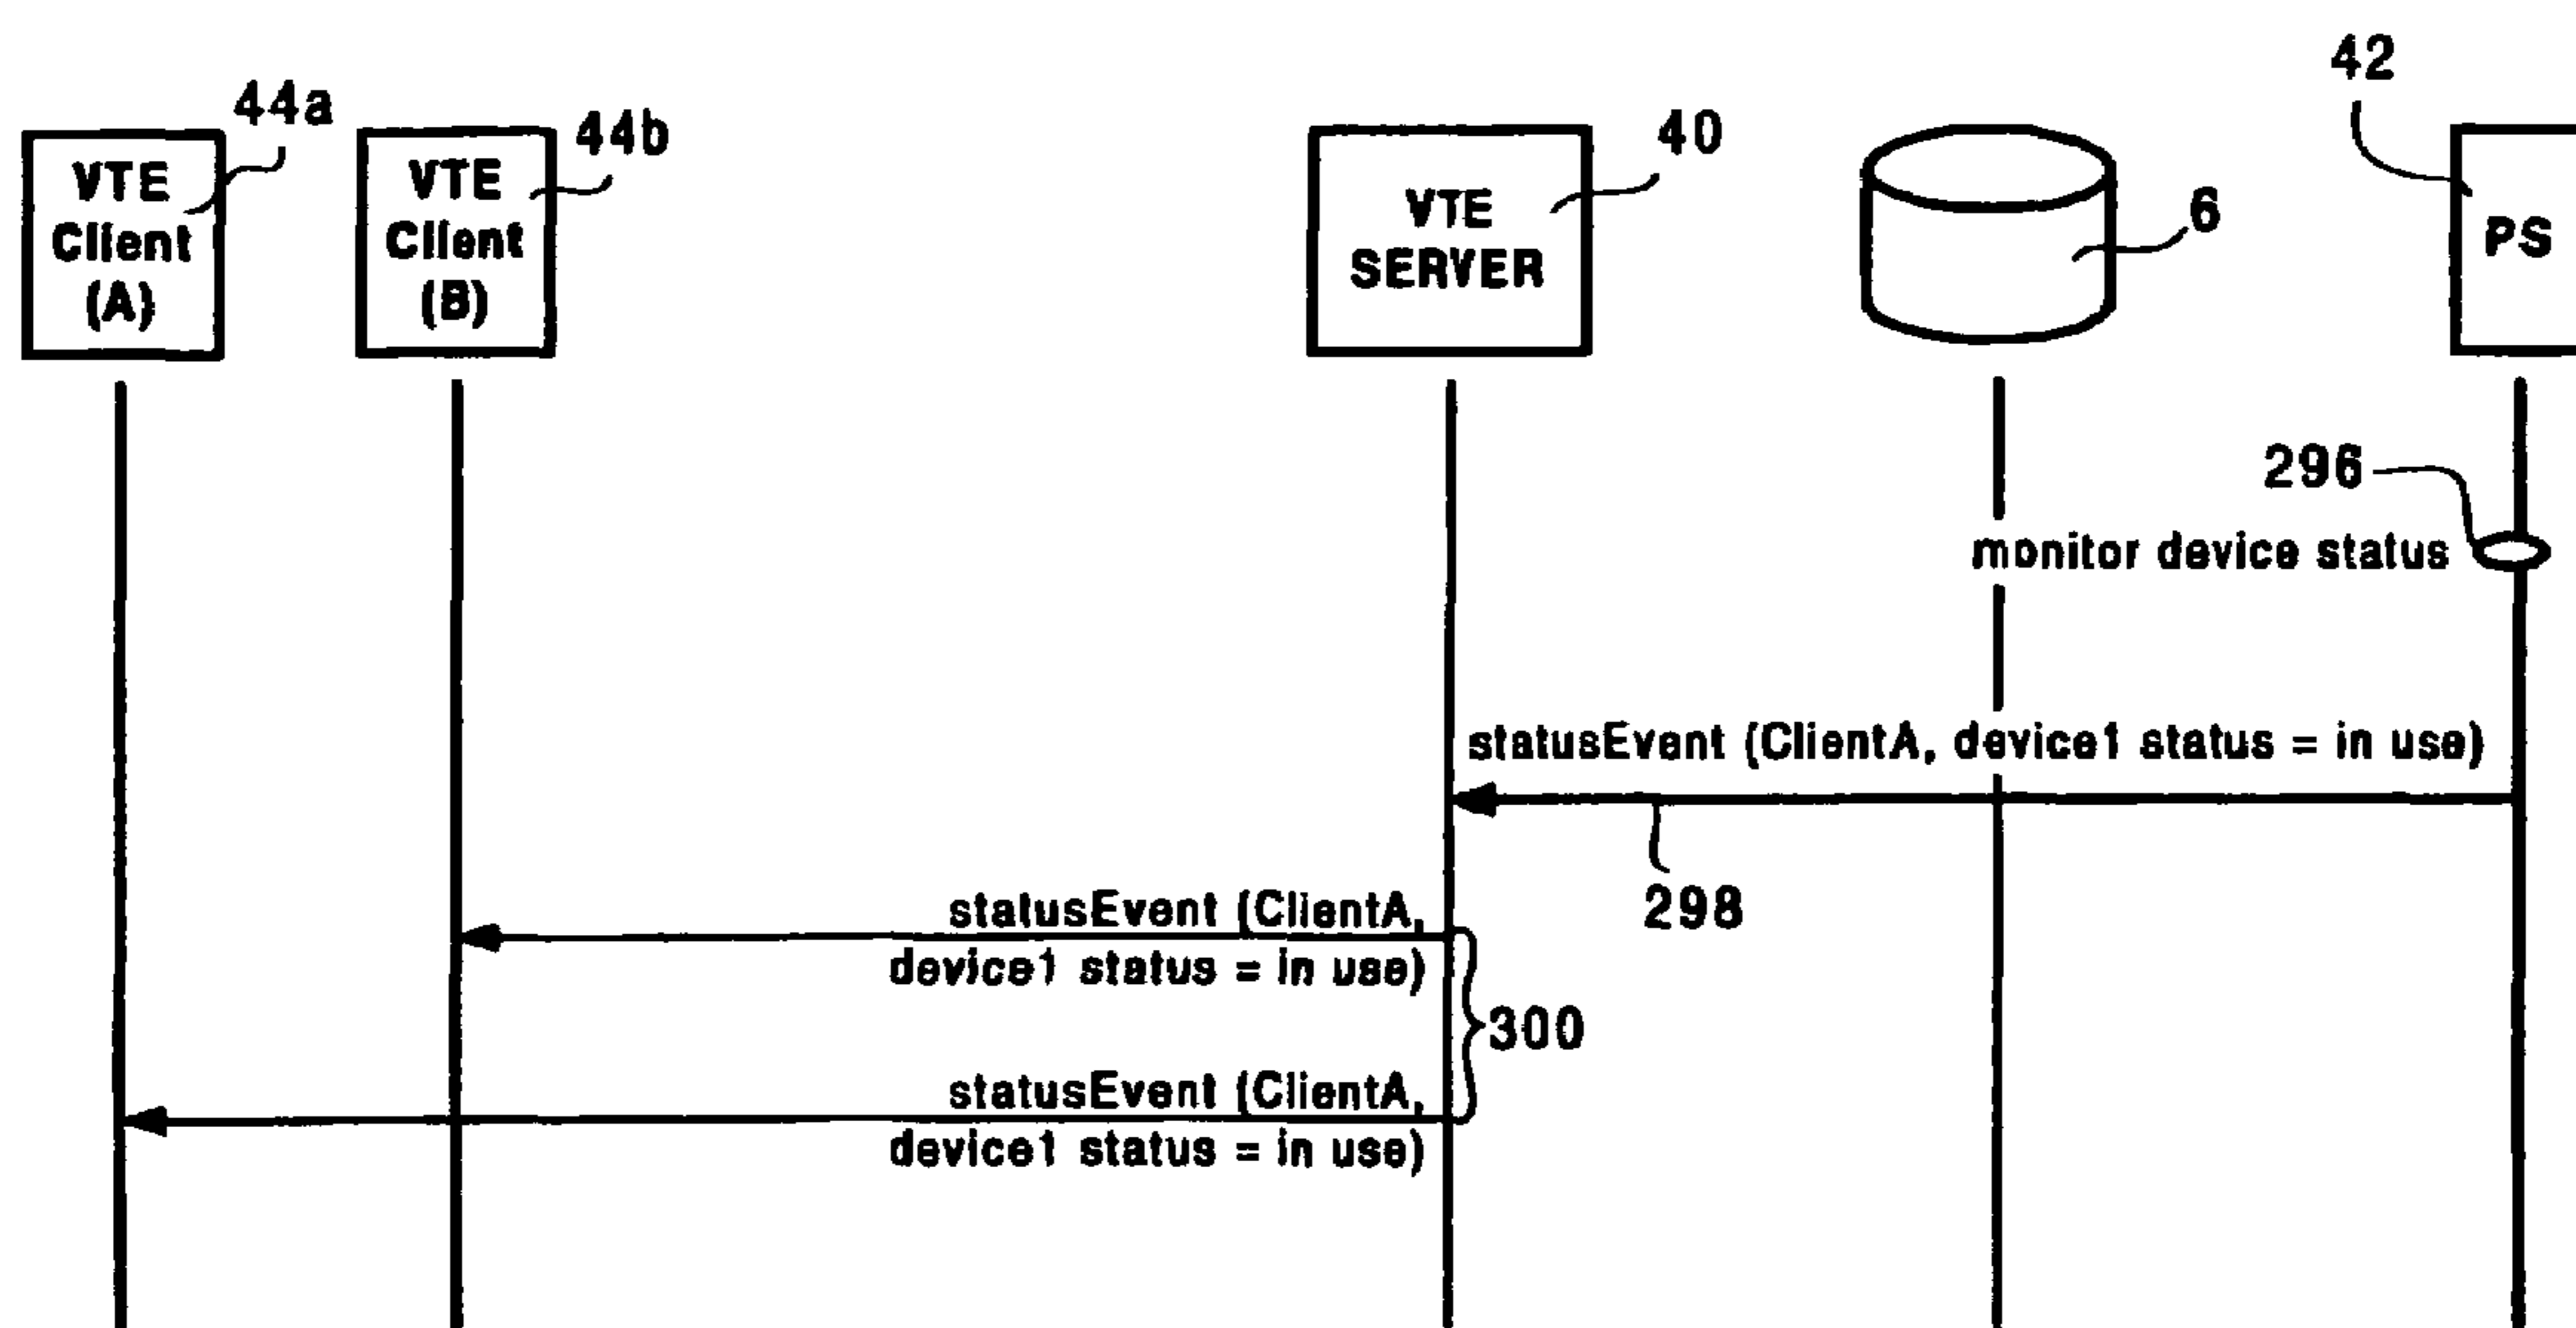 42
44a
44b
40
6
VTE
Client
(A)
VTE
Client
(B)
VTE
SERVER
PS
296
monitor device status
statusEvent (ClientA, device1 status = in use)
298
statusEvent (ClientA,
device1 status = in use)
300
statusEvent (ClientA,
device1 status = in use)